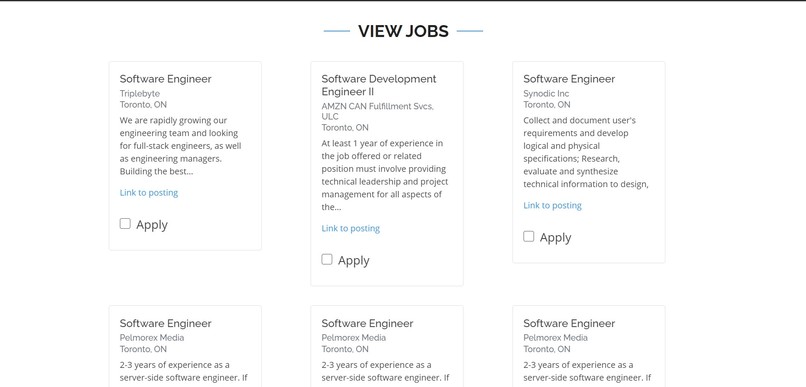 VIEW JOBS
Software Engineer
Triplebyte
Toronto, ON
We are rapidly growing our
engineering team and looking
for full-stack engineers, as well
as engineering managers.
Building the best...
Link to posting
Apply
Software Development
Engineer II
AMZN CAN Fulfillment Svcs,
ULC
Toronto, ON
At least 1 year of experience in
the job offered or related
position must involve providing
technical leadership and project
management for all aspects of
the...
Link to posting
Apply
Software Engineer
Synodic Inc
Toronto, ON
Collect and document user's
requirements and develop
logical and physical
specifications; Research,
evaluate and synthesize
technical information to design,
Link to posting
Apply
Software Engineer
Pelmorex Media
Toronto, ON
2-3 years of experience as a
server-side software engineer. If
Software Engineer
Pelmorex Media
Toronto, ON
2-3 years of experience as a
server-side software engineer. If
Software Engineer
Pelmorex Media
Toronto, ON
2-3 years of experience as a
server-side software engineer. If